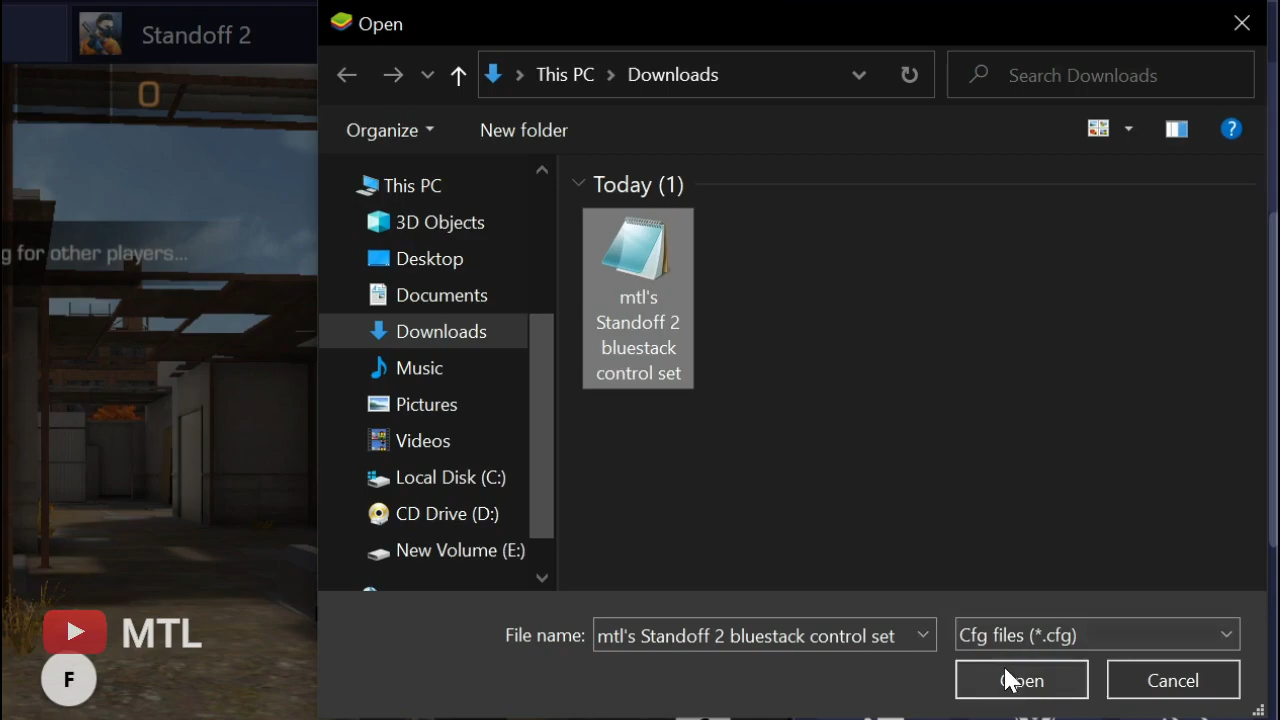 Standoff 2
Open
0
This PC
Downloads
Search Downloads
Organize
New folder
?
This PC
Today (1)
3D Objects
g for other players...
Desktop
mtl's
Standoff 2
bluestack
control set
Documents
Downloads
Music
Pictures
Videos
Local Disk (C:)
CD Drive (D:)
New Volume (E:)
MTL
File name:
mtl's Standoff 2 bluestack control set
Cfg files (*.cfg)
F
Open
Cancel